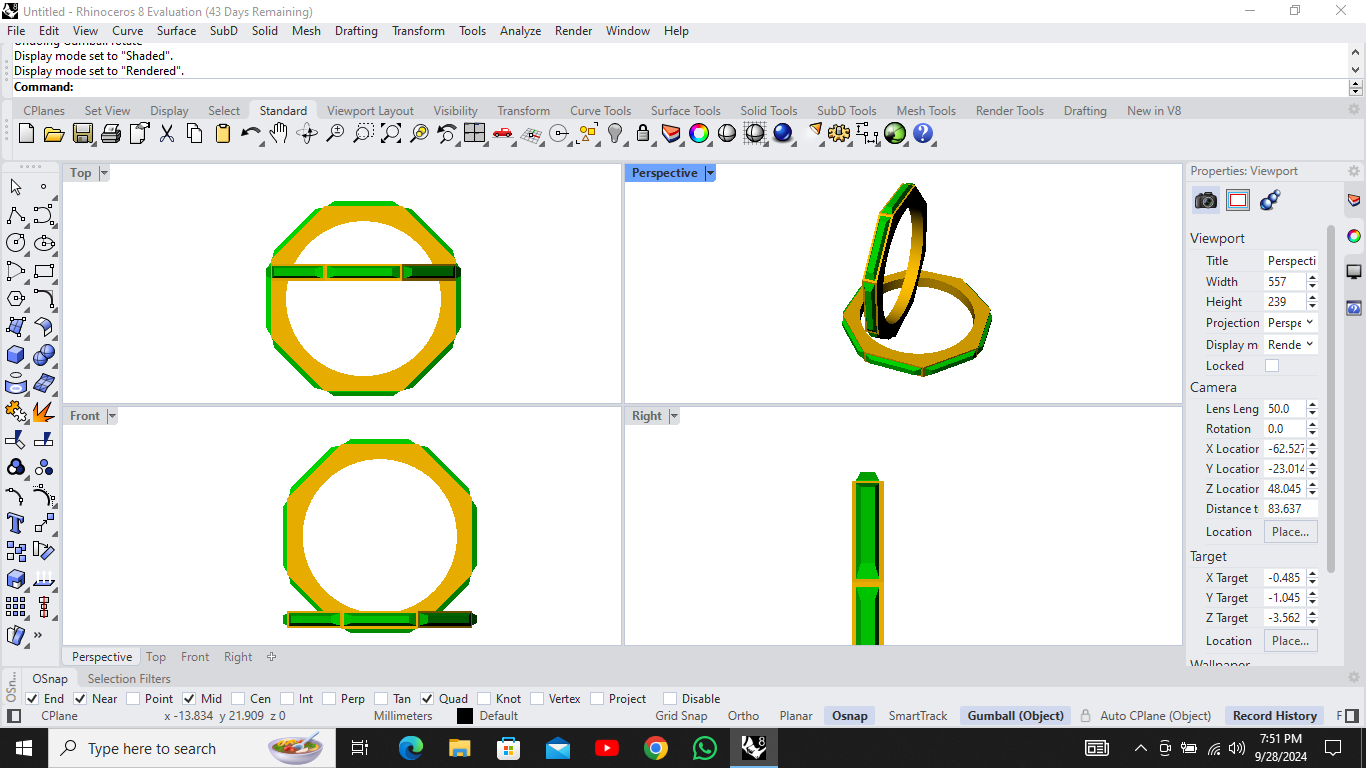 Untitled - Rhinoceros 8 Evaluation (43 Days Remaining)
File Edit View Curve Surface SubD Solid Mesh Drafting Transform Tools Analyze Render Window Help
Undoing Gumball rotate
Display mode set to "Shaded".
Display mode set to "Rendered".
Command:
CPlanes Set View Display Select Standard Viewport Layout Visibility Transform Curve Tools Surface Tools Solid Tools SubD Tools Mesh Tools Render Tools Drafting New in V8
Top
Perspective
Properties: Viewport
Viewport
Title Perspecti
Width 557
Height 239
Projection Perspe
Display m Rende
Locked
Camera
Lens Leng 50.0
Rotation 0.0
X Location -62.527
Y Location -23.014
Z Location 48.045
Distance t 83.637
Location Place...
Target
X Target -0.485
Y Target -1.045
Z Target -3.562
Location Place...
Wallpaper
Front
Right
Perspective Top Front Right
OSn...
OSnap Selection Filters
End Near Point Mid Cen Int Perp Tan Quad Knot Vertex Project Disable
CPlane x -13.834 y 21.909 z 0 Millimeters Default Grid Snap Ortho Planar Osnap SmartTrack Gumball (Object) Auto CPlane (Object) Record History F
Type here to search
8
7:51 PM
9/28/2024